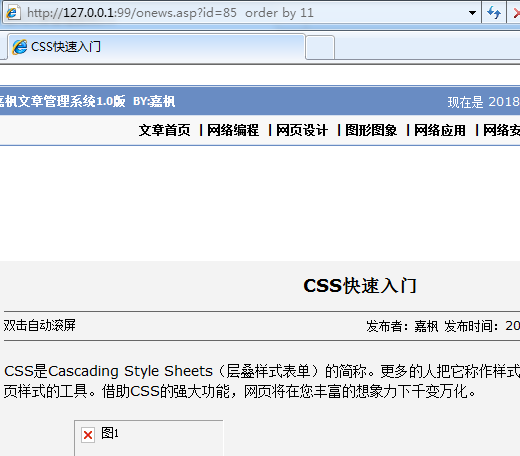 http://127.0.0.1:99/onews.asp?id=85  order by 11
CSS快速入门
嘉枫文章管理系统1.0版  BY:嘉枫
现在是 2018
文章首页 | 网络编程 | 网页设计 | 图形图象 | 网络应用 | 网络安
CSS快速入门
双击自动滚屏
发布者：嘉枫 发布时间：20
CSS是Cascading Style Sheets（层叠样式表单）的简称。更多的人把它称作样式
页样式的工具。借助CSS的强大功能，网页将在您丰富的想象力下千变万化。
图1